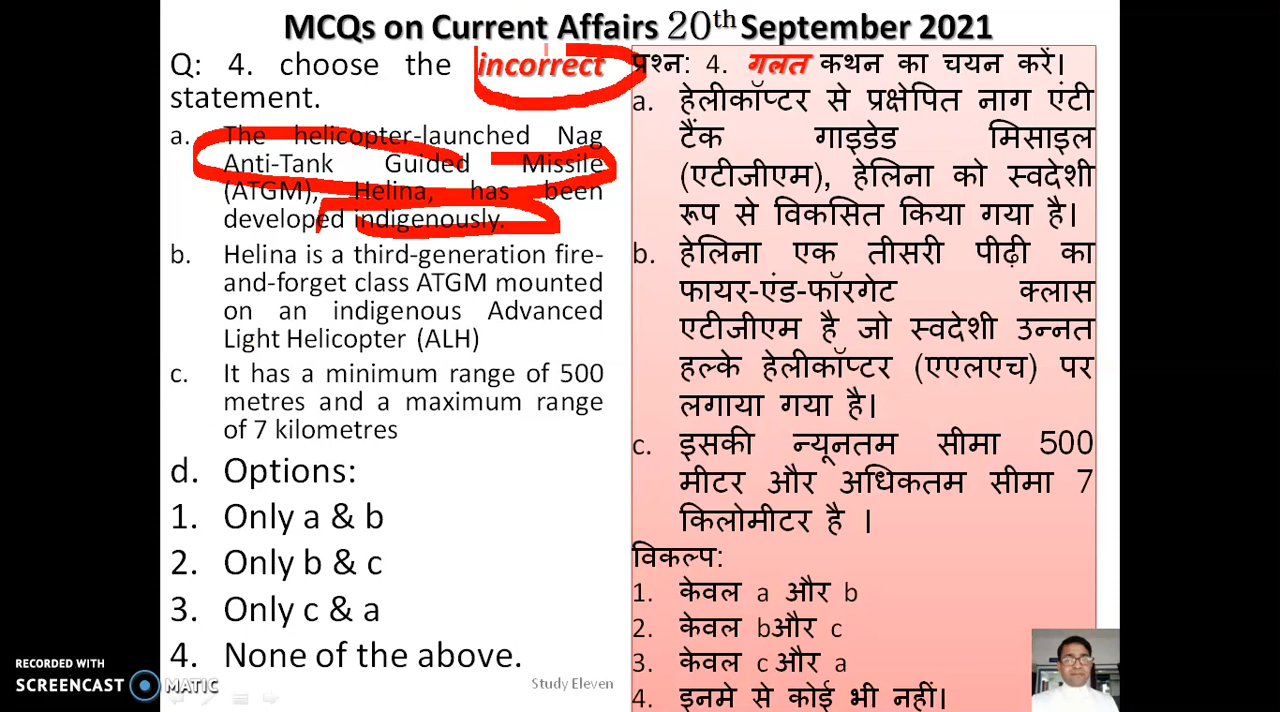 MCQs on Current Affairs 20th September 2021
Q: 4. choose the incorrect
statement.
a. The helicopter-launched Nag
Anti-Tank Guided Missile
(ATGM), Helina, has been
developed indigenously.
b. Helina is a third-generation fire-
and-forget class ATGM mounted
on an indigenous Advanced
Light Helicopter (ALH)
c. It has a minimum range of 500
metres and a maximum range
of 7 kilometres
d. Options:
1. Only a & b
2. Only b & c
3. Only c & a
4. None of the above.
प्रश्न: 4. गलत कथन का चयन करें।
a. हेलीकॉप्टर से प्रक्षेपित नाग एंटी
टैंक गाइडेड मिसाइल
(एटीजीएम), हेलिना को स्वदेशी
रूप से विकसित किया गया है।
b. हेलिना एक तीसरी पीढ़ी का
फायर-एंड-फॉरगेट क्लास
एटीजीएम है जो स्वदेशी उन्नत
हल्के हेलीकॉप्टर (एएलएच) पर
लगाया गया है।
c. इसकी न्यूनतम सीमा 500
मीटर और अधिकतम सीमा 7
किलोमीटर है ।
विकल्प:
1. केवल a और b
2. केवल bऔर c
3. केवल c और a
4. इनमे से कोई भी नहीं।
Study Eleven
RECORDED WITH
SCREENCAST MATIC